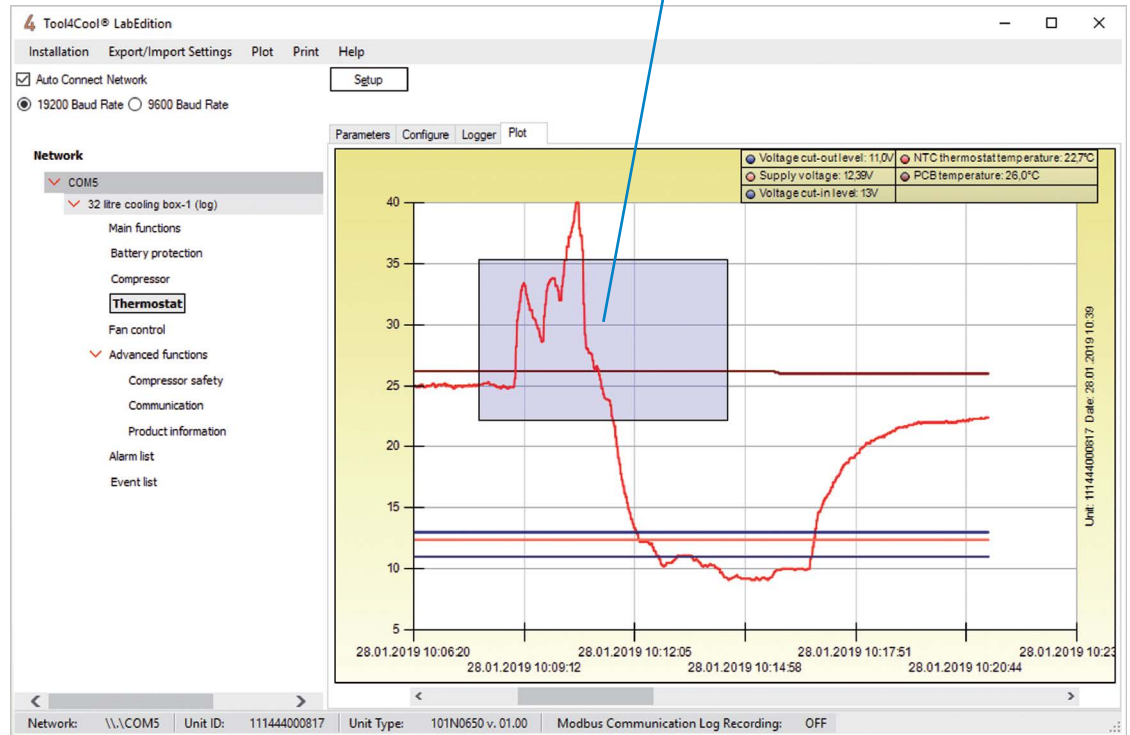 4 Tool4Cool® LabEdition
Installation Export/Import Settings Plot Print Help
Auto Connect Network
Setup
19200 Baud Rate 9600 Baud Rate
Parameters Configure Logger Plot
Network
COM5
32 litre cooling box-1 (log)
Main functions
Battery protection
Compressor
Thermostat
Fan control
Advanced functions
Compressor safety
Communication
Product information
Alarm list
Event list
Voltage cut-out level: 11,0V NTC thermostat temperature: 22,7°C
Supply voltage: 12,39V PCB temperature: 26,0°C
Voltage cut-in level: 13V
40
35
30
25
20
15
10
5
28.01.2019 10:06:20 28.01.2019 10:12:05 28.01.2019 10:17:51 28.01.2019 10:23
28.01.2019 10:09:12 28.01.2019 10:14:58 28.01.2019 10:20:44
Unit: 111444000817 Date: 28.01.2019 10:39
Network: \\.\COM5 Unit ID: 111444000817 Unit Type: 101N0650 v. 01.00 Modbus Communication Log Recording: OFF